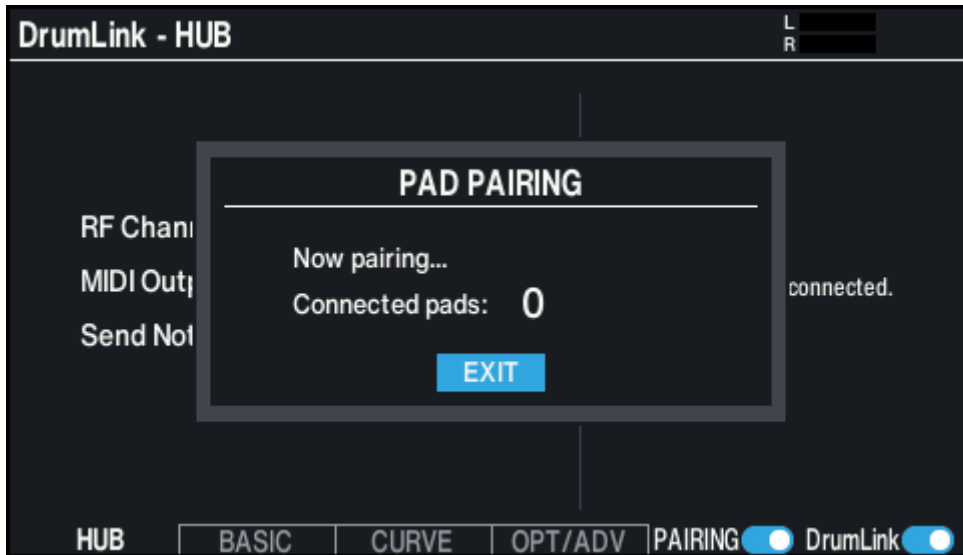 DrumLink - HUB
L
R
PAD PAIRING
RF Chan
Now pairing...
MIDI Out
connected.
Connected pads: 0
Send Not
EXIT
HUB BASIC CURVE OPT/ADV PAIRING DrumLink